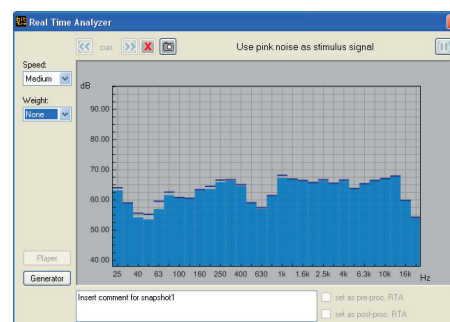 Real Time Analyzer
curr.
Use pink noise as stimulus signal
Speed:
Medium
Weight:
None
dB
90.00
80.00
70.00
60.00
50.00
40.00
25 40 63 100 160 250 400 630 1k 1.6k 2.5k 4k 6.3k 10k 16k Hz
Player
Generator
Insert comment for snapshot1
set as pre-proc. RTA
set as post-proc. RTA